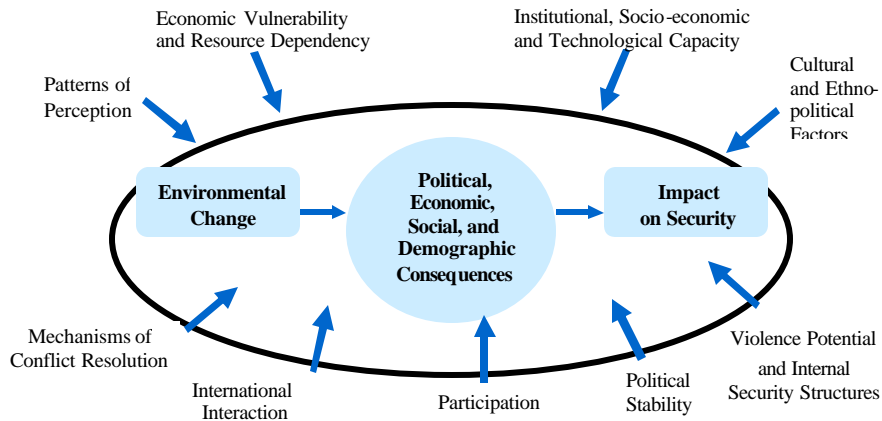 Economic Vulnerability
and Resource Dependency
Institutional, Socio-economic
and Technological Capacity
Patterns of
Perception
Cultural
and Ethno-
political
Factors
Environmental
Change
Political,
Economic,
Social, and
Demographic
Consequences
Impact
on Security
Mechanisms of
Conflict Resolution
International
Interaction
Participation
Political
Stability
Violence Potential
and Internal
Security Structures